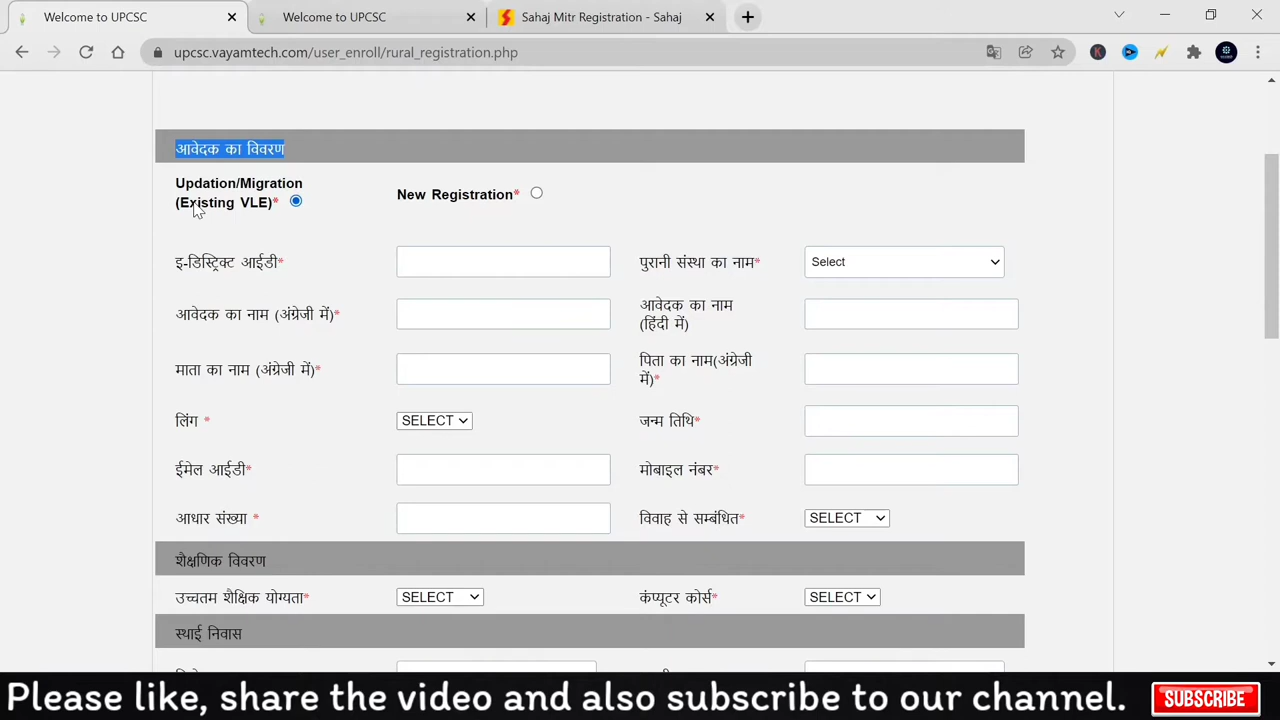 Welcome to UPCSC
Welcome to UPCSC
Sahaj Mitr Registration - Sahaj
upcsc.vayamtech.com/user_enroll/rural_registration.php
आवेदक का विवरण
Updation/Migration
(Existing VLE)*
New Registration*
इ-डिस्ट्रिक्ट आईडी*
पुरानी संस्था का नाम*
Select
आवेदक का नाम (अंग्रेजी में)*
आवेदक का नाम
(हिंदी में)
माता का नाम (अंग्रेजी में)*
पिता का नाम(अंग्रेजी
में)*
लिंग *
SELECT
जन्म तिथि*
ईमेल आईडी*
मोबाइल नंबर*
आधार संख्या *
विवाह से सम्बंधित*
SELECT
शैक्षणिक विवरण
उच्चतम शैक्षिक योग्यता*
SELECT
कंप्यूटर कोर्स*
SELECT
स्थाई निवास
Please like, share the video and also subscribe to our channel.
SUBSCRIBE